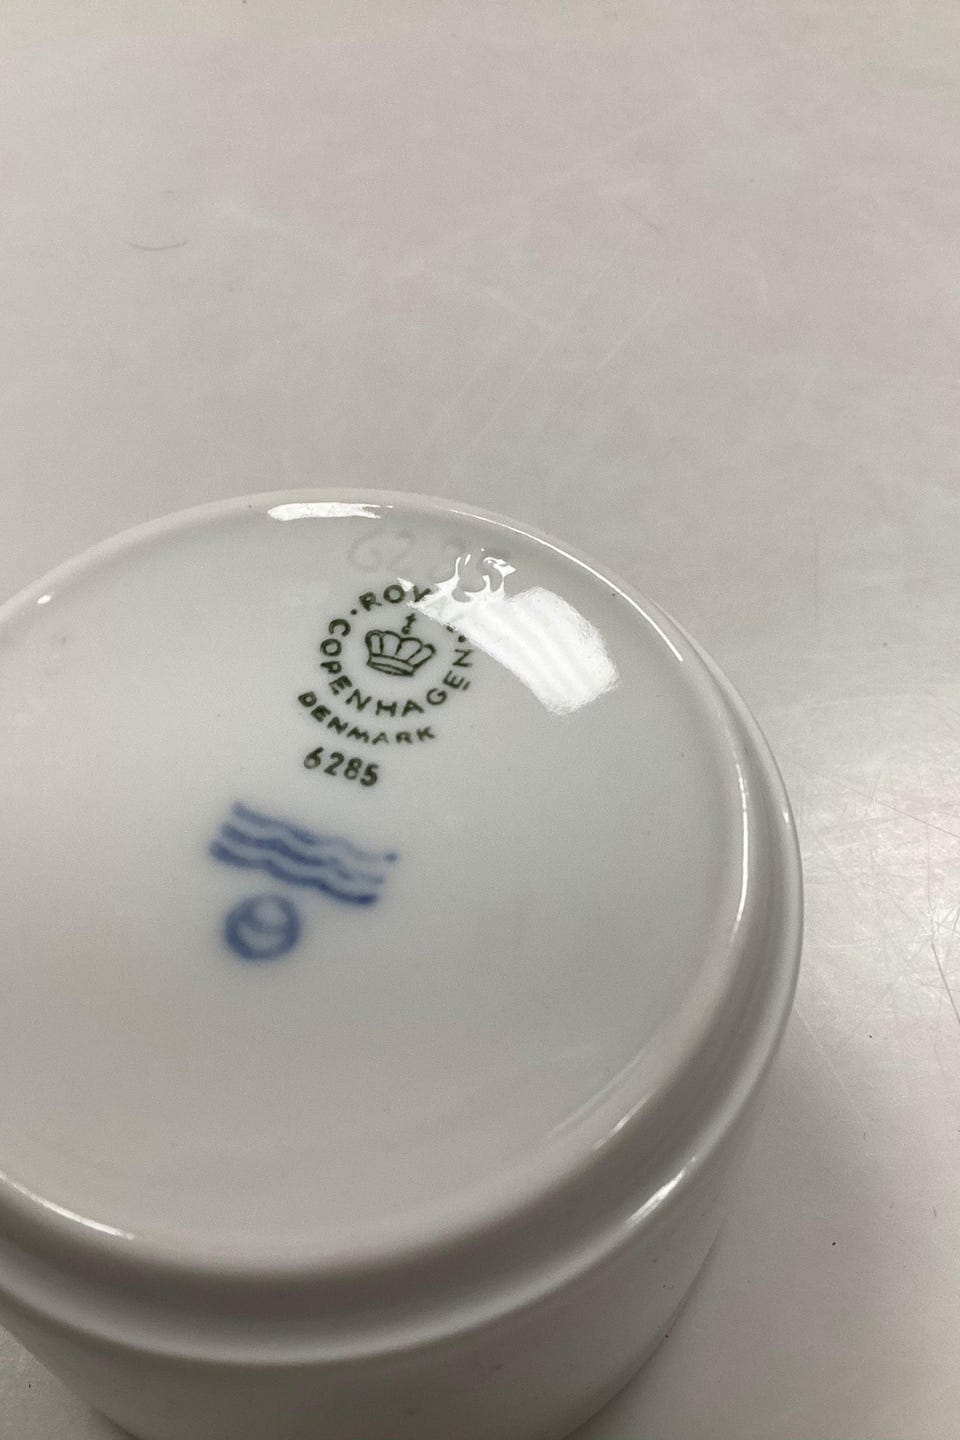 ROYAL
COPENHAGEN
DENMARK
6285